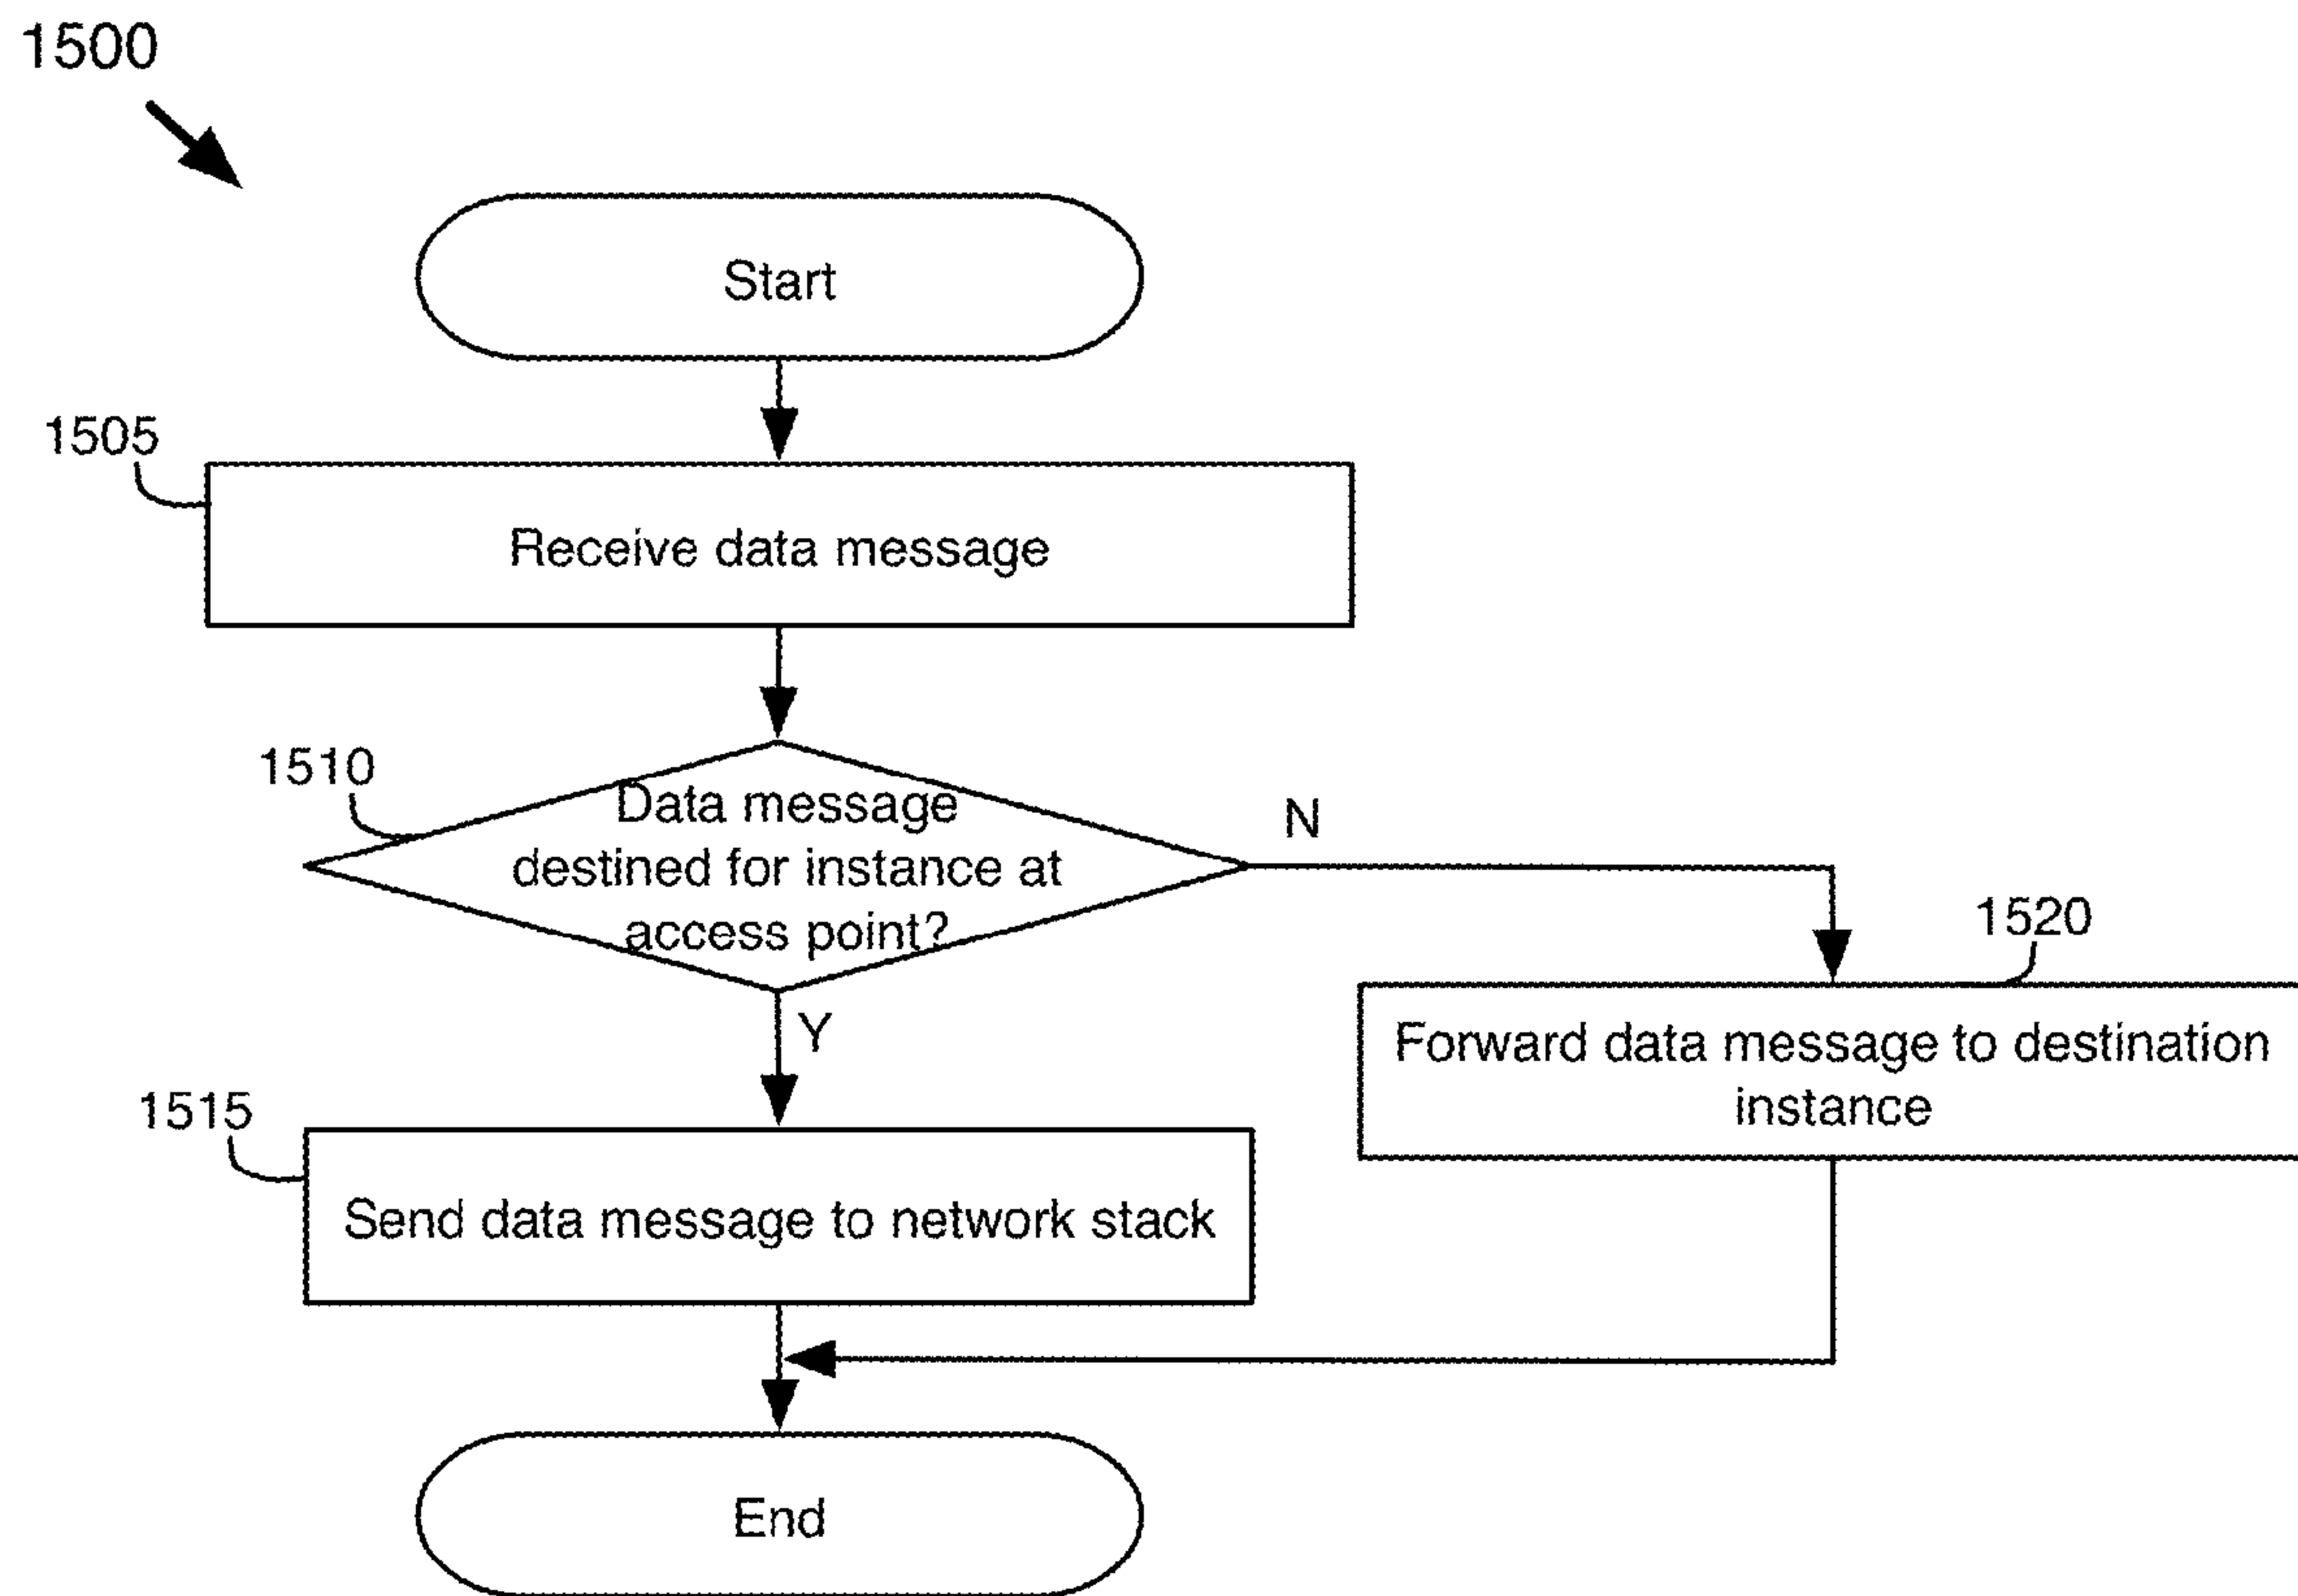 1500
Start
1505
Receive data message
1510
Data message
destined for instance at
access point?
N
Y
1520
Forward data message to destination
instance
1515
Send data message to network stack
End